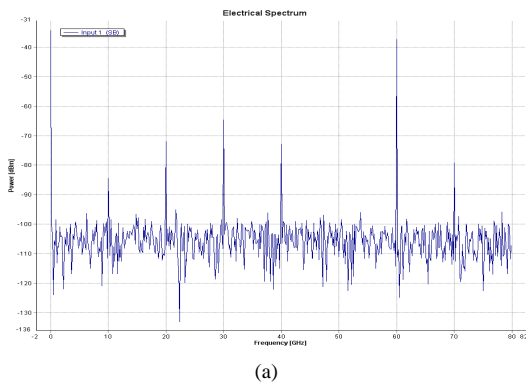 Electrical Spectrum
Input 1 (SB)
Power [dBm]
-31
-40
-50
-60
-70
-80
-90
-100
-110
-120
-130
-136
-2 0 10 20 30 40 50 60 70 80 82
Frequency [GHz]
(a)